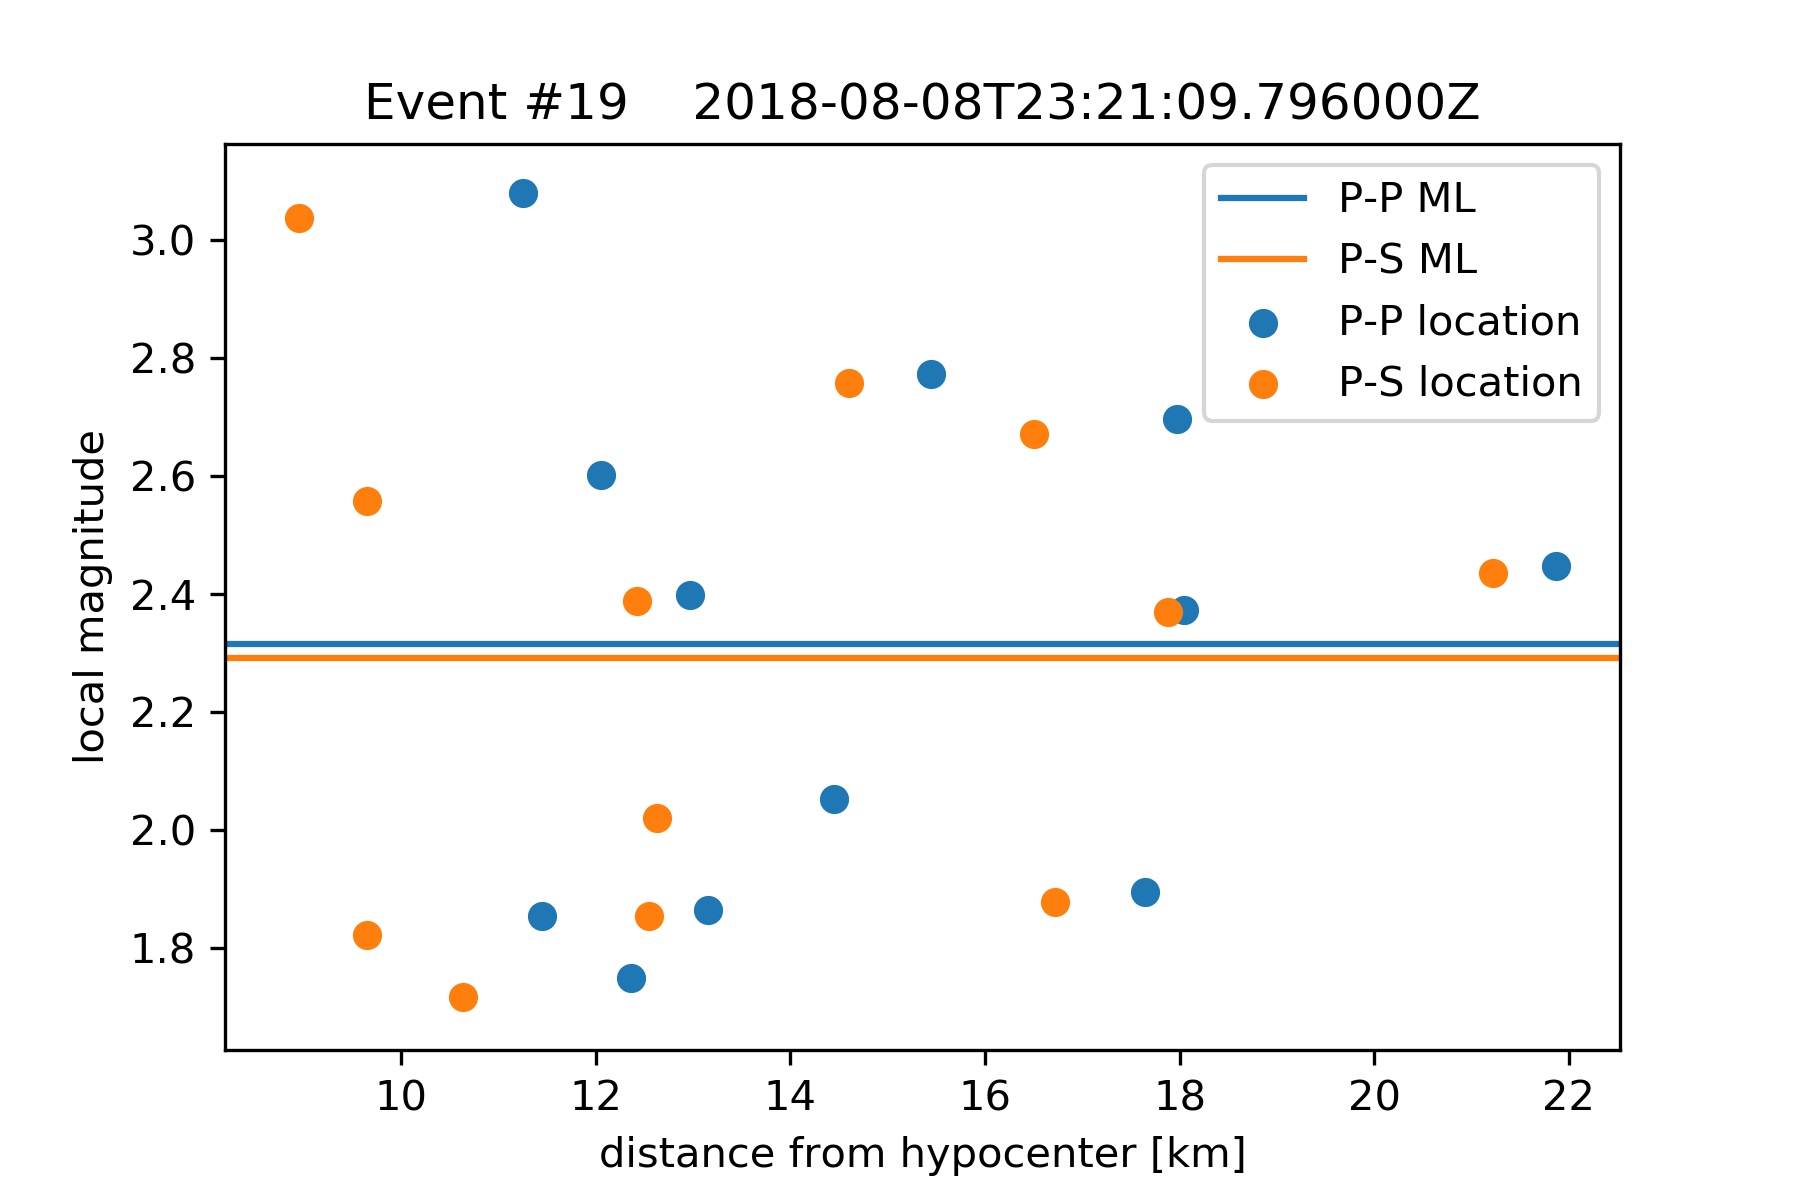 Event #19    2018-08-08T23:21:09.796000Z
P-P ML
P-S ML
P-P location
P-S location
local magnitude
3.0
2.8
2.6
2.4
2.2
2.0
1.8
10 12 14 16 18 20 22
distance from hypocenter [km]